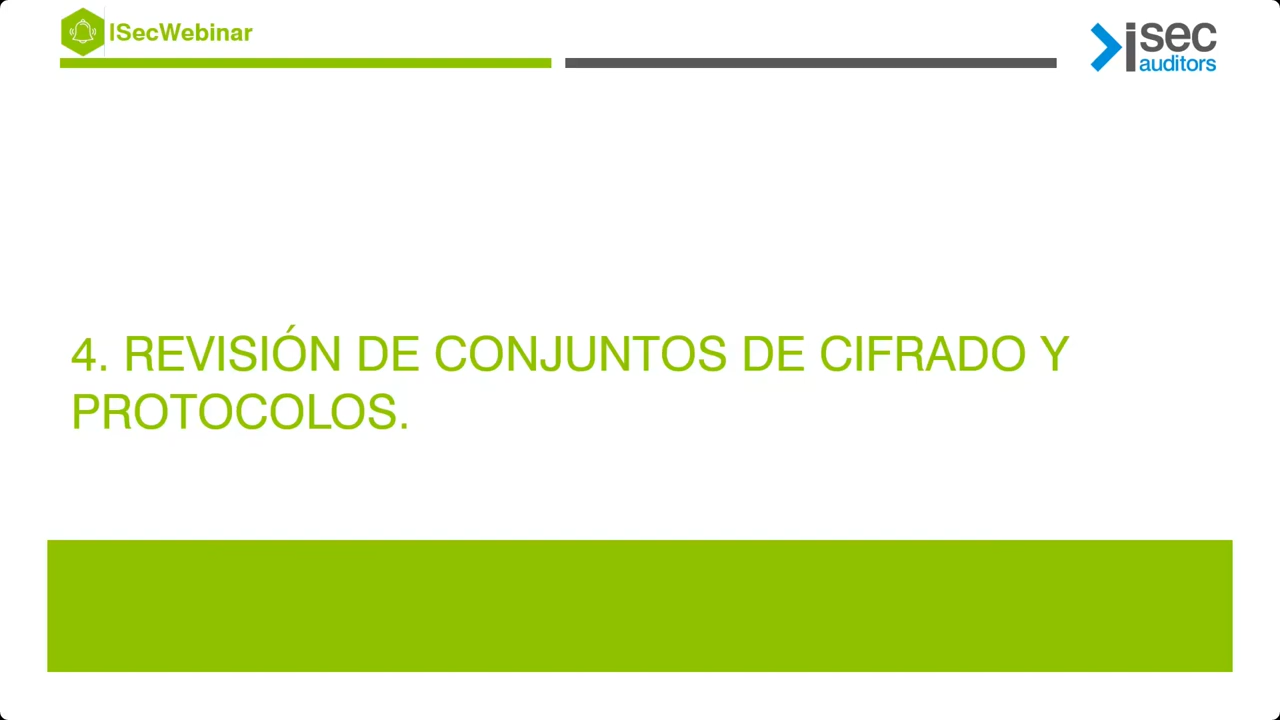 ISecWebinar
isec
auditors
4. REVISIÓN DE CONJUNTOS DE CIFRADO Y
PROTOCOLOS.